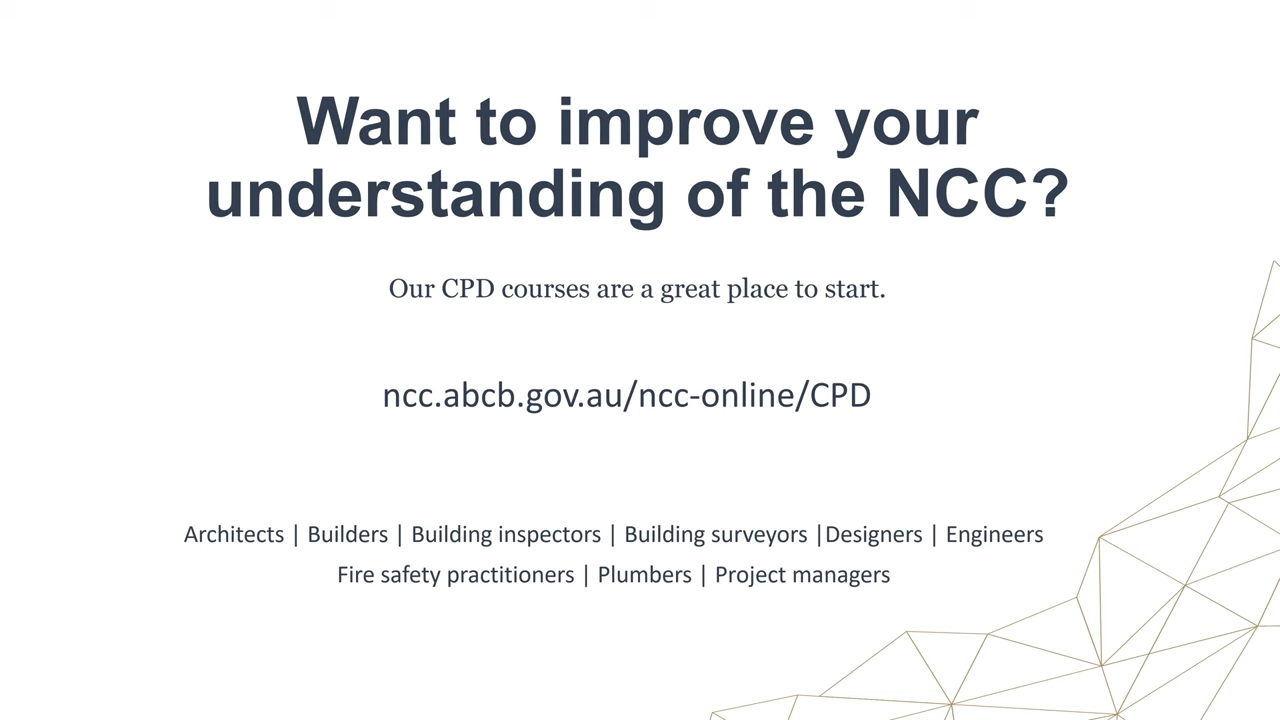 Want to improve your
understanding of the NCC?
Our CPD courses are a great place to start.
ncc.abcb.gov.au/ncc-online/CPD
Architects | Builders | Building inspectors | Building surveyors |Designers | Engineers
Fire safety practitioners | Plumbers | Project managers